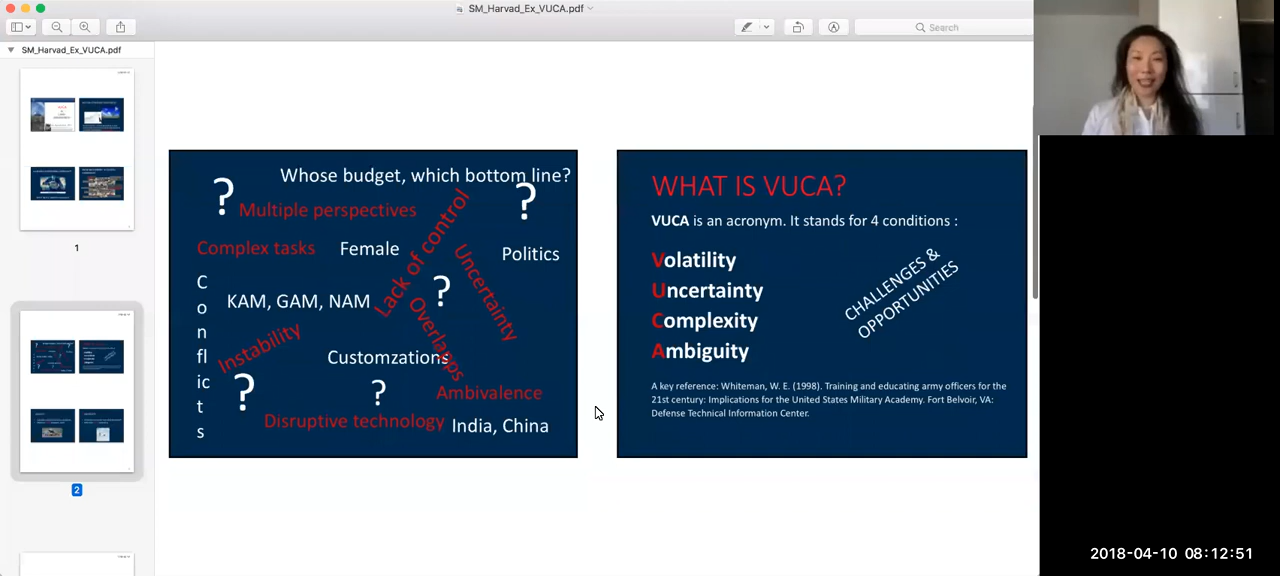 SM_Harvad_Ex_VUCA.pdf
Search
SM_Harvad_Ex_VUCA.pdf
1
2
Whose budget, which bottom line?
?
?
Multiple perspectives
Complex tasks
Female
Lack of control
Uncertainty
Politics
Conflicts
KAM, GAM, NAM
?
Instability
Overlapps
Customzations
?
?
Ambivalence
Disruptive technology
India, China
WHAT IS VUCA?
VUCA is an acronym. It stands for 4 conditions :
Volatility
Uncertainty
Complexity
Ambiguity
CHALLENGES &
OPPORTUNITIES
A key reference: Whiteman, W. E. (1998). Training and educating army officers for the
21st century: Implications for the United States Military Academy. Fort Belvoir, VA:
Defense Technical Information Center.
2018-04-10 08:12:51